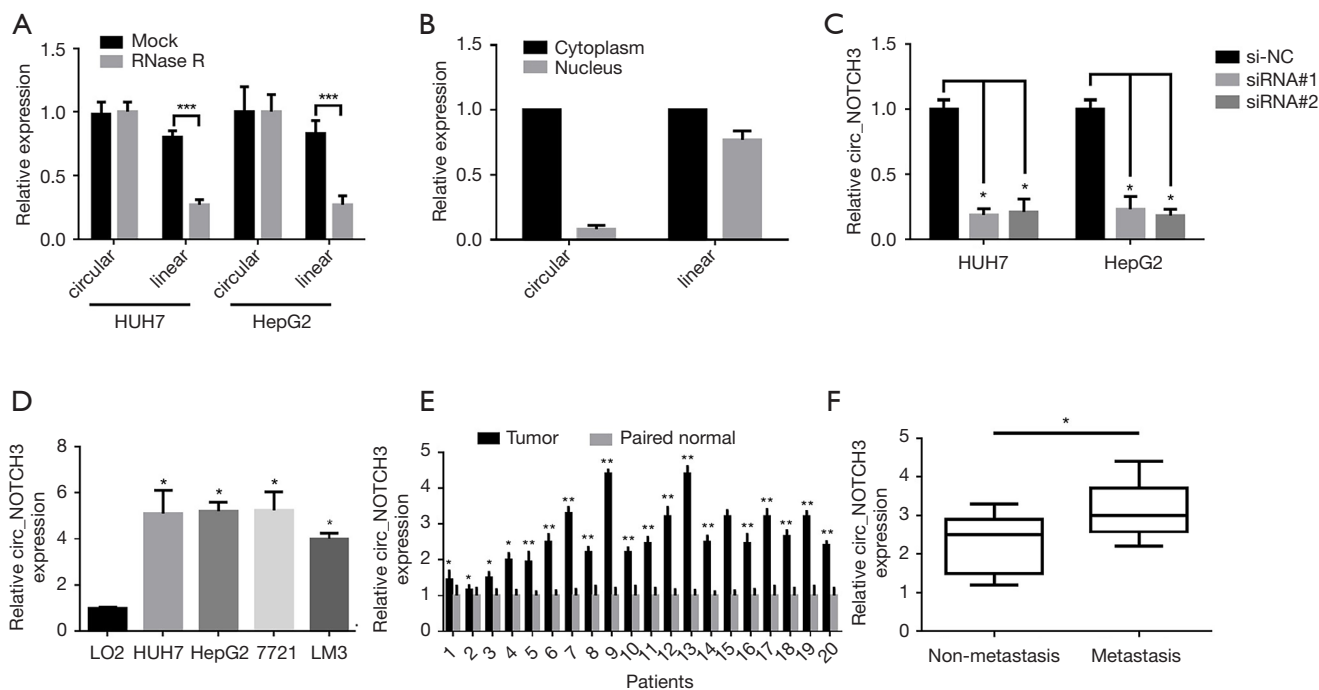 A
Mock
RNase R
Relative expression
1.5
1.0
0.5
0.0
***
***
circular
linear
circular
linear
HUH7
HepG2
B
Cytoplasm
Nucleus
Relative expression
1.5
1.0
0.5
0.0
circular
linear
C
si-NC
siRNA#1
siRNA#2
Relative circ_NOTCH3
1.5
1.0
0.5
0.0
* * * *
HUH7
HepG2
D
Relative circ_NOTCH3
expression
8
6
4
2
0
* * * *
LO2 HUH7 HepG2 7721 LM3
E
Tumor
Paired normal
Relative circ_NOTCH3
expression
5
4
3
2
1
0
* * * * ** ** ** ** ** ** ** ** ** ** ** ** ** ** **
1 2 3 4 5 6 7 8 9 10 11 12 13 14 15 16 17 18 19 20
Patients
F
Relative circ_NOTCH3
expression
5
4
3
2
1
0
*
Non-metastasis
Metastasis